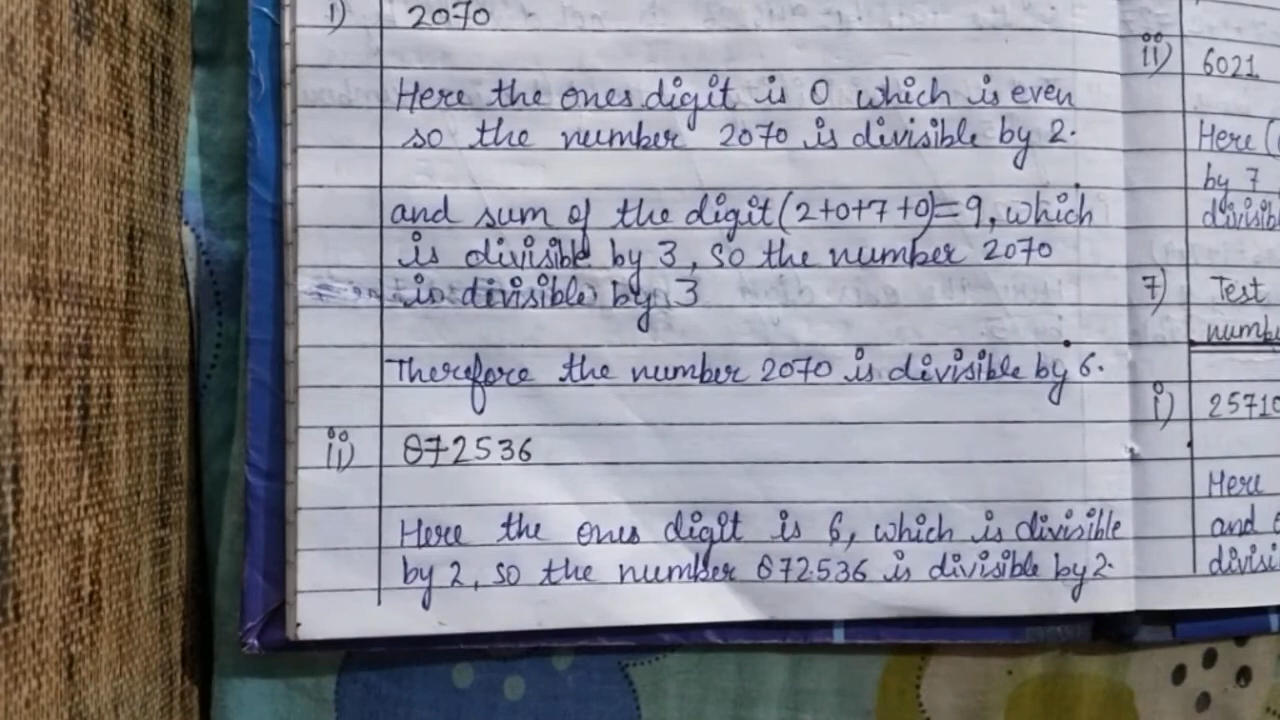 i) 2070
Here the ones digit is 0 which is even
so the number 2070 is divisible by 2.
and sum of the digit (2+0+7+0)=9, which
is divisible by 3, so the number 2070
is divisible by 3
Therefore the number 2070 is divisible by 6.
ii) 872536
Here the ones digit is 6, which is divisible
by 2, so the number 872536 is divisible by 2.
ii) 6021
Here (
by 7
divisib
7) Test
numbe
i) 25710
Here
and
divisi